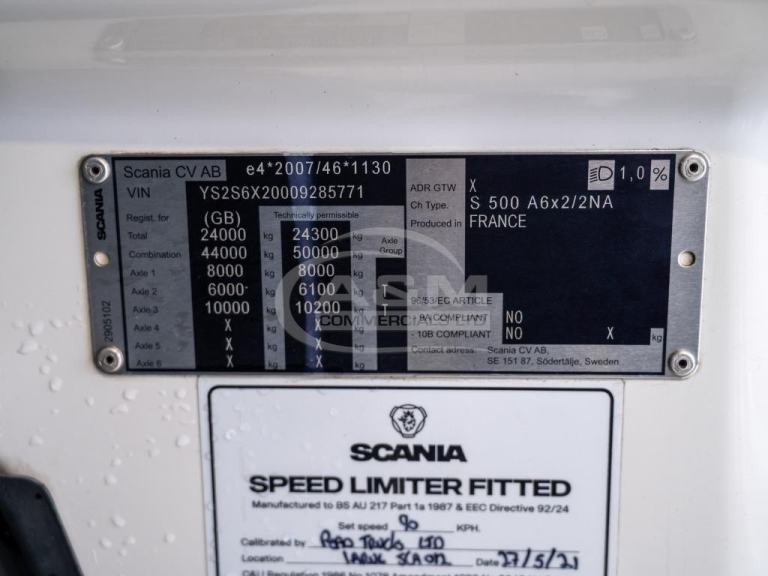 Scania CV AB e4*2007/46*1130
VIN YS2S6X20009285771
Regist. for (GB) Technically permissible
Total 24000 kg 24300 kg
Combination 44000 kg 50000 kg Axle Group
Axle 1 8000 kg 8000 kg
Axle 2 6000 kg 6100 kg T
Axle 3 10000 kg 10200 kg T
Axle 4 X kg X kg
Axle 5 X kg X kg
Axle 6 X kg X kg
SCANIA
2905102
1,0 %
ADR GTW X
Ch Type. S 500 A6x2/2NA
Produced in FRANCE
96/53/EC ARTICLE
- 8A COMPLIANT NO
- 10B COMPLIANT NO X kg
Contact adress: Scania CV AB,
SE 151 87, Södertälje, Sweden
A&M
COMMERCIALS LTD
SCANIA
SPEED LIMITER FITTED
Manufactured to BS AU 217 Part 1a 1987 & EEC Directive 92/24
Set speed 90 KPH.
Calibrated by Trucks LTD
Location Date 27/5/21